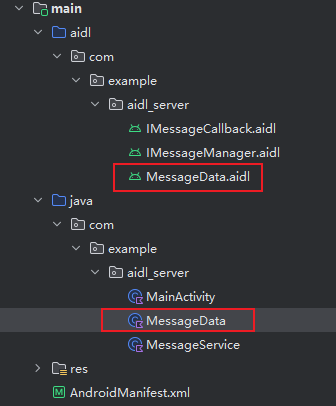 main
aidl
com
example
aidl_server
IMessageCallback.aidl
IMessageManager.aidl
MessageData.aidl
java
com
example
aidl_server
MainActivity
MessageData
MessageService
res
AndroidManifest.xml